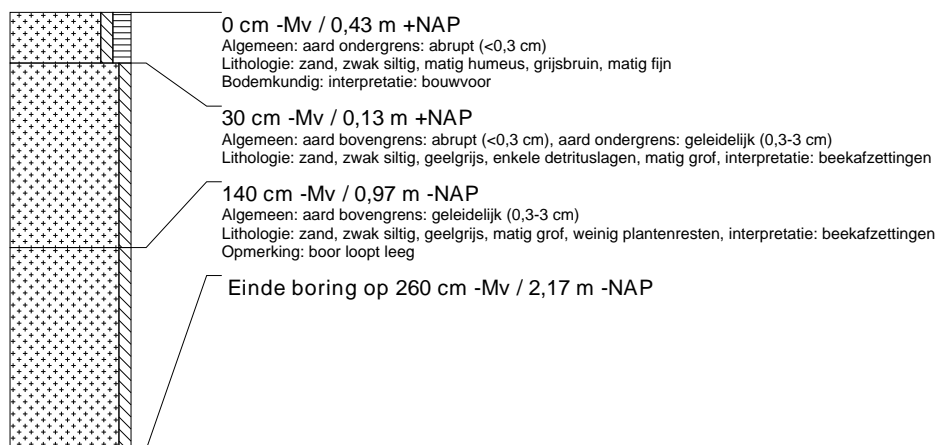 0 cm -Mv / 0,43 m +NAP
Algemeen: aard ondergrens: abrupt (<0,3 cm)
Lithologie: zand, zwak siltig, matig humeus, grijsbruin, matig fijn
Bodemkundig: interpretatie: bouwvoor
30 cm -Mv / 0,13 m +NAP
Algemeen: aard bovengrens: abrupt (<0,3 cm), aard ondergrens: geleidelijk (0,3-3 cm)
Lithologie: zand, zwak siltig, geelgrijs, enkele detrituslagen, matig grof, interpretatie: beekafzettingen
140 cm -Mv / 0,97 m -NAP
Algemeen: aard bovengrens: geleidelijk (0,3-3 cm)
Lithologie: zand, zwak siltig, geelgrijs, matig grof, weinig plantenresten, interpretatie: beekafzettingen
Opmerking: boor loopt leeg
Einde boring op 260 cm -Mv / 2,17 m -NAP